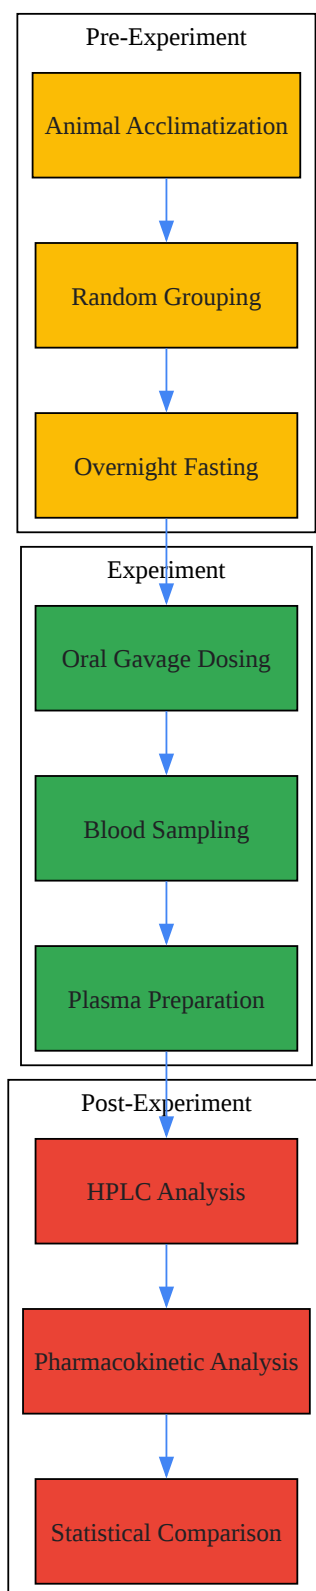 Pre-Experiment
Animal Acclimatization
Random Grouping
Overnight Fasting
Experiment
Oral Gavage Dosing
Blood Sampling
Plasma Preparation
Post-Experiment
HPLC Analysis
Pharmacokinetic Analysis
Statistical Comparison